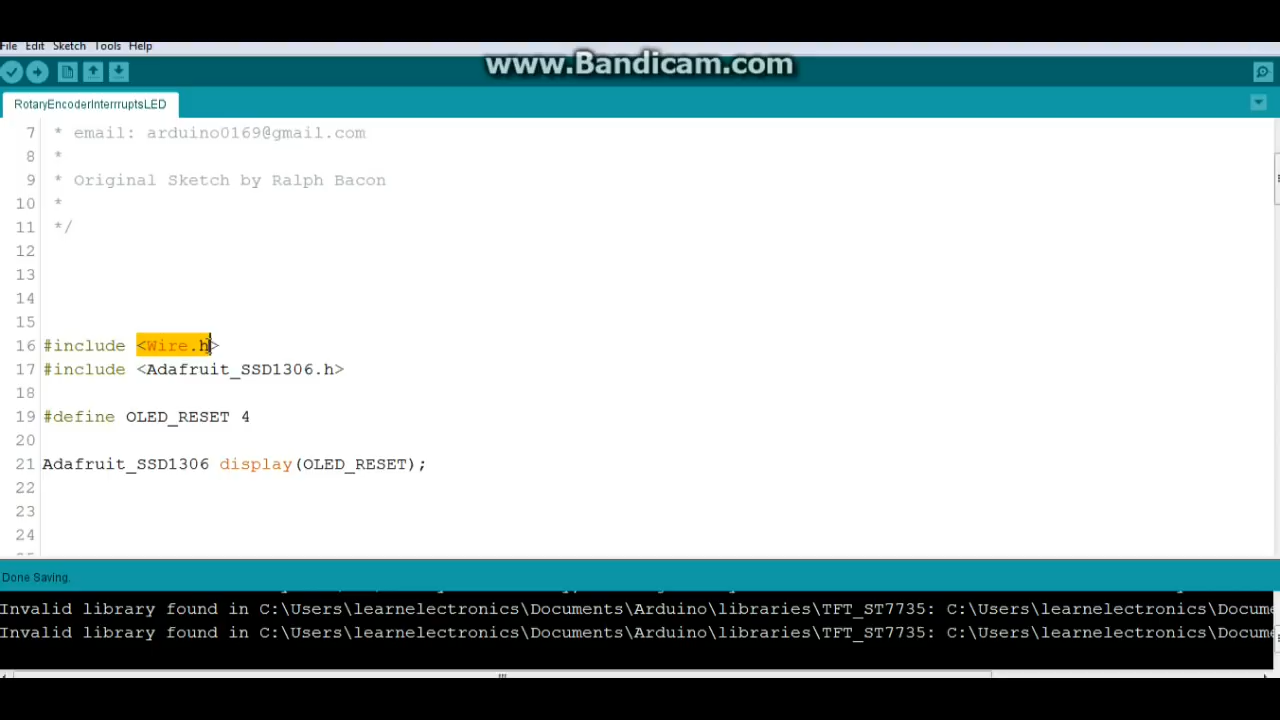 File Edit Sketch Tools Help
www.Bandicam.com
RotaryEncoderInterrruptsLED
7 * email: arduino0169@gmail.com
8 *
9 * Original Sketch by Ralph Bacon
10 *
11 */
12
13
14
15
16 #include <Wire.h>
17 #include <Adafruit_SSD1306.h>
18
19 #define OLED_RESET 4
20
21 Adafruit_SSD1306 display(OLED_RESET);
22
23
24
Done Saving.
Invalid library found in C:\Users\learnelectronics\Documents\Arduino\libraries\TFT_ST7735: C:\Users\learnelectronics\Docume
Invalid library found in C:\Users\learnelectronics\Documents\Arduino\libraries\TFT_ST7735: C:\Users\learnelectronics\Docume